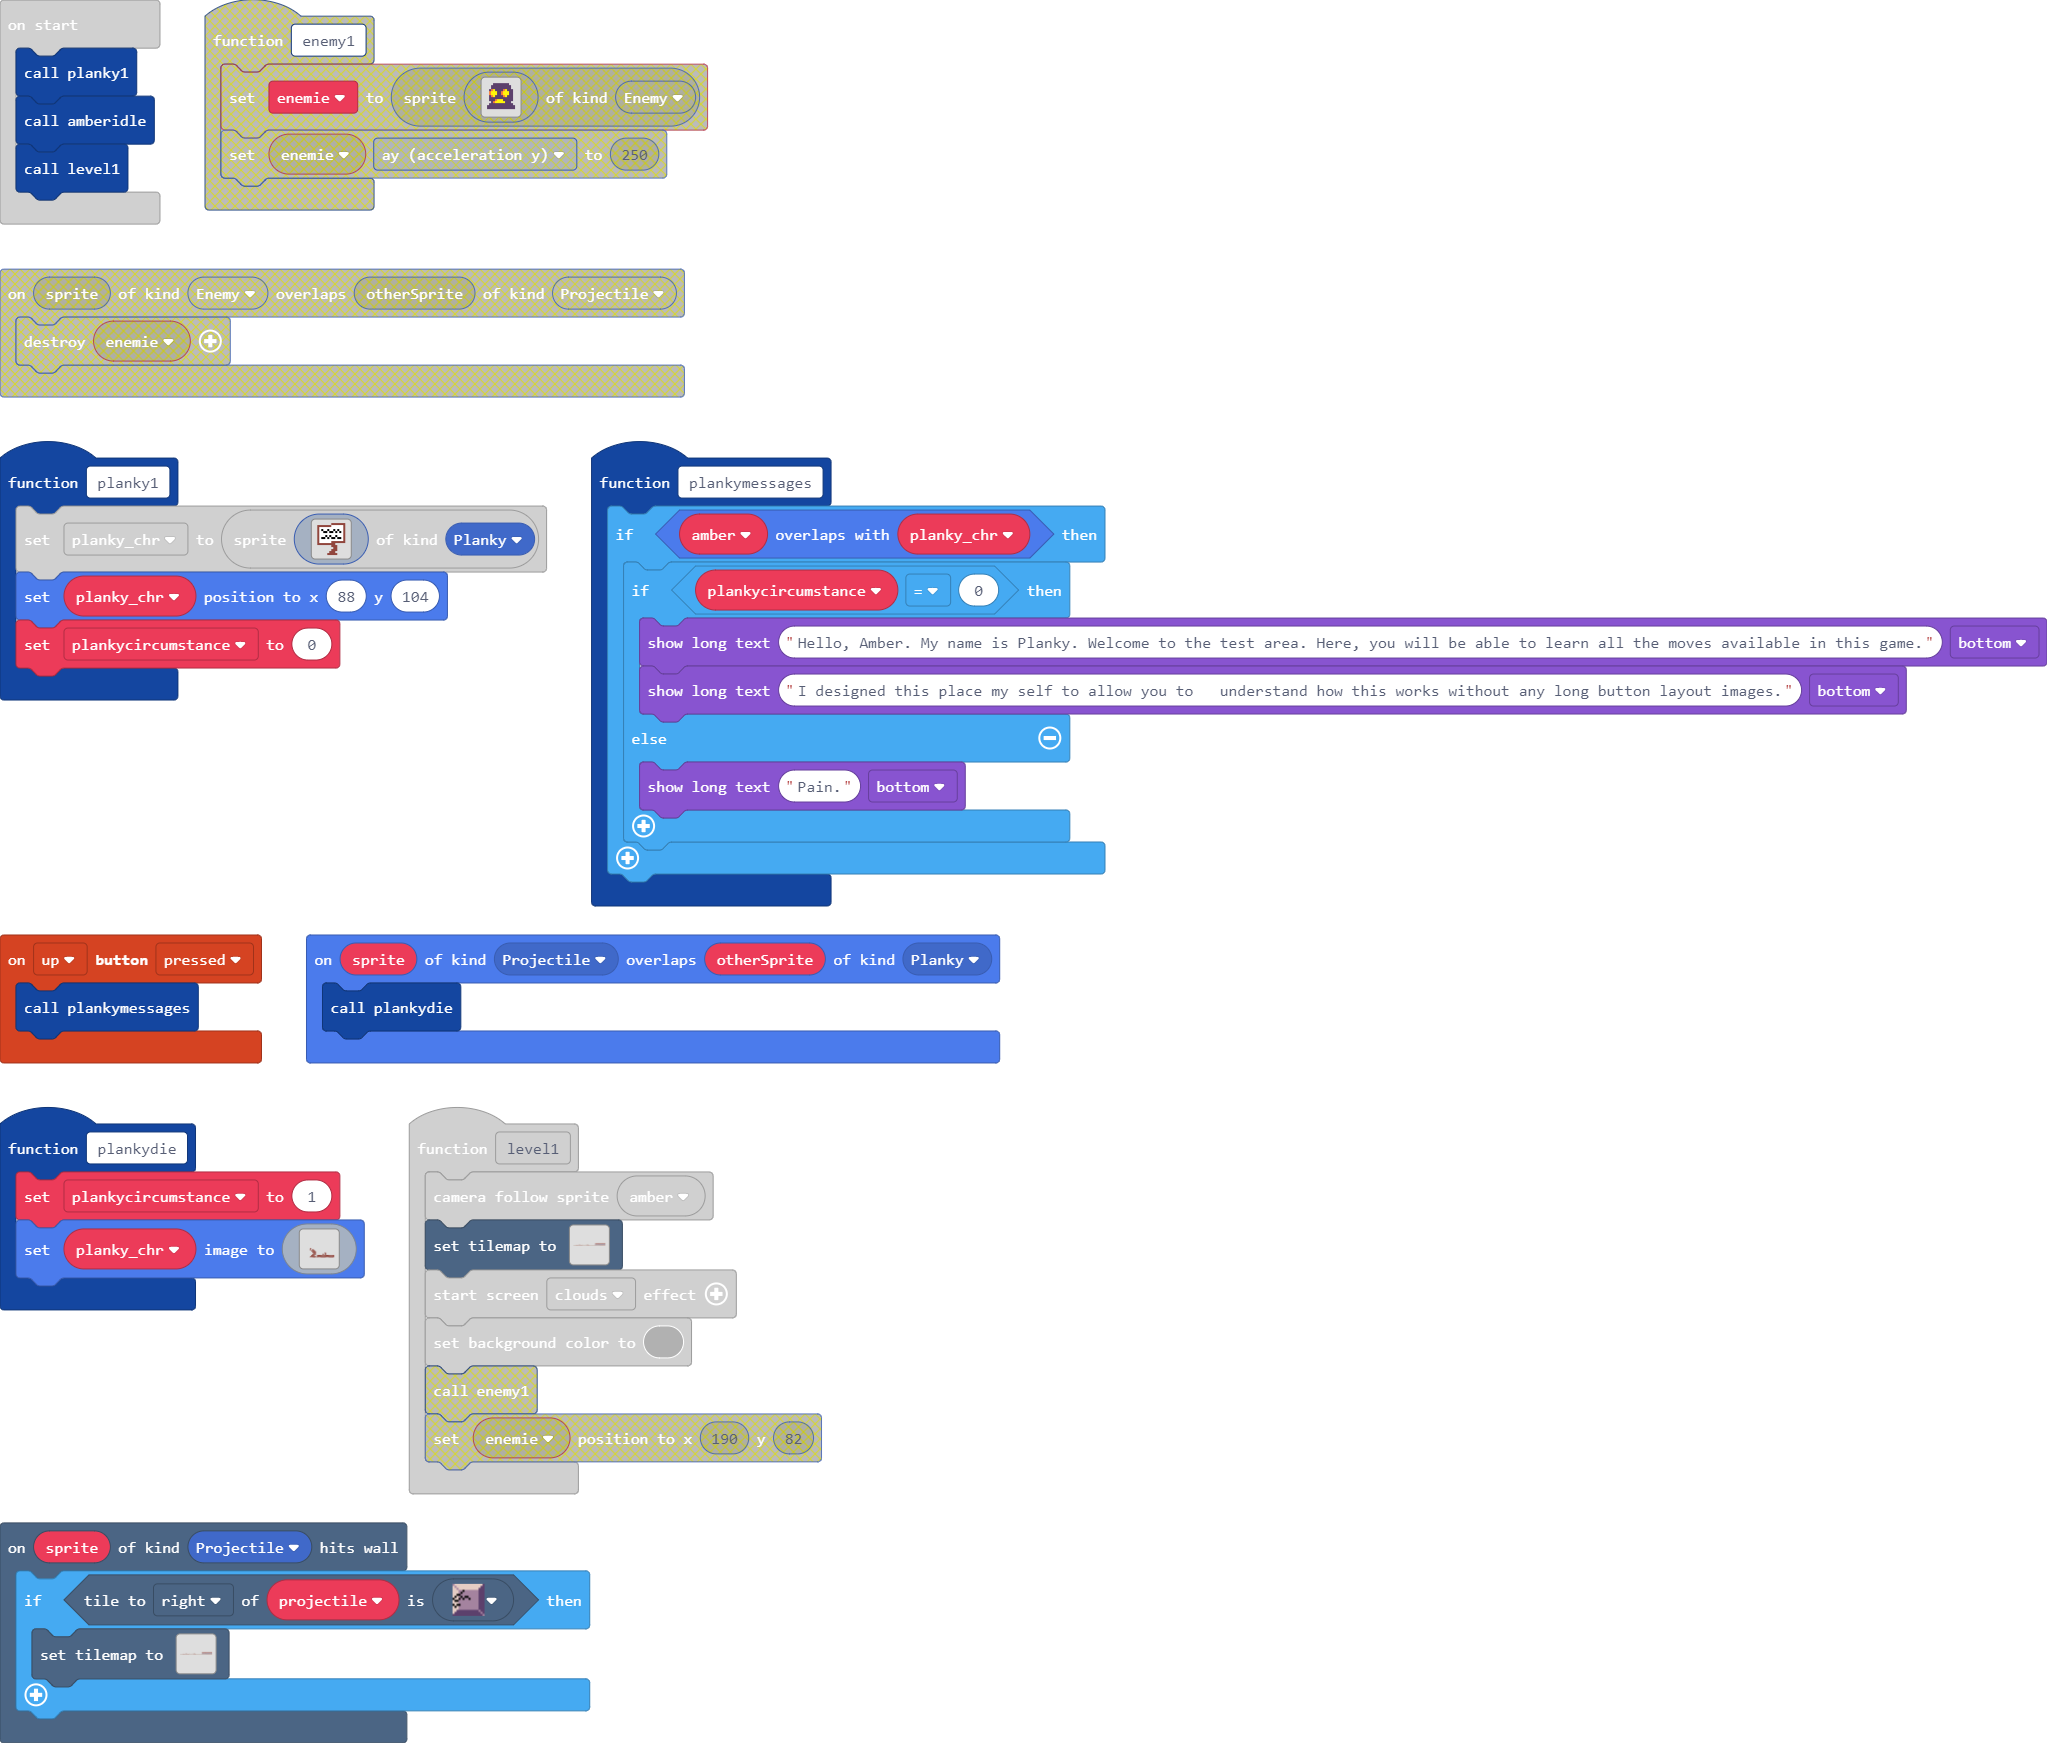 on start
call planky1
call amberidle
call level1
function enemy1
set enemie to sprite of kind Enemy
set enemie ay (acceleration y) to 250
on sprite of kind Enemy overlaps otherSprite of kind Projectile
destroy enemie
function planky1
set planky_chr to sprite of kind Planky
set planky_chr position to x 88 y 104
set plankycircumstance to 0
function plankymessages
if amber overlaps with planky_chr then
if plankycircumstance = 0 then
show long text "Hello, Amber. My name is Planky. Welcome to the test area. Here, you will be able to learn all the moves available in this game." bottom
show long text "I designed this place my self to allow you to   understand how this works without any long button layout images." bottom
else
show long text "Pain." bottom
on up button pressed
call plankymessages
on sprite of kind Projectile overlaps otherSprite of kind Planky
call plankydie
function plankydie
set plankycircumstance to 1
set planky_chr image to
function level1
camera follow sprite amber
set tilemap to
start screen clouds effect
set background color to
call enemy1
set enemie position to x 190 y 82
on sprite of kind Projectile hits wall
if tile to right of projectile is then
set tilemap to